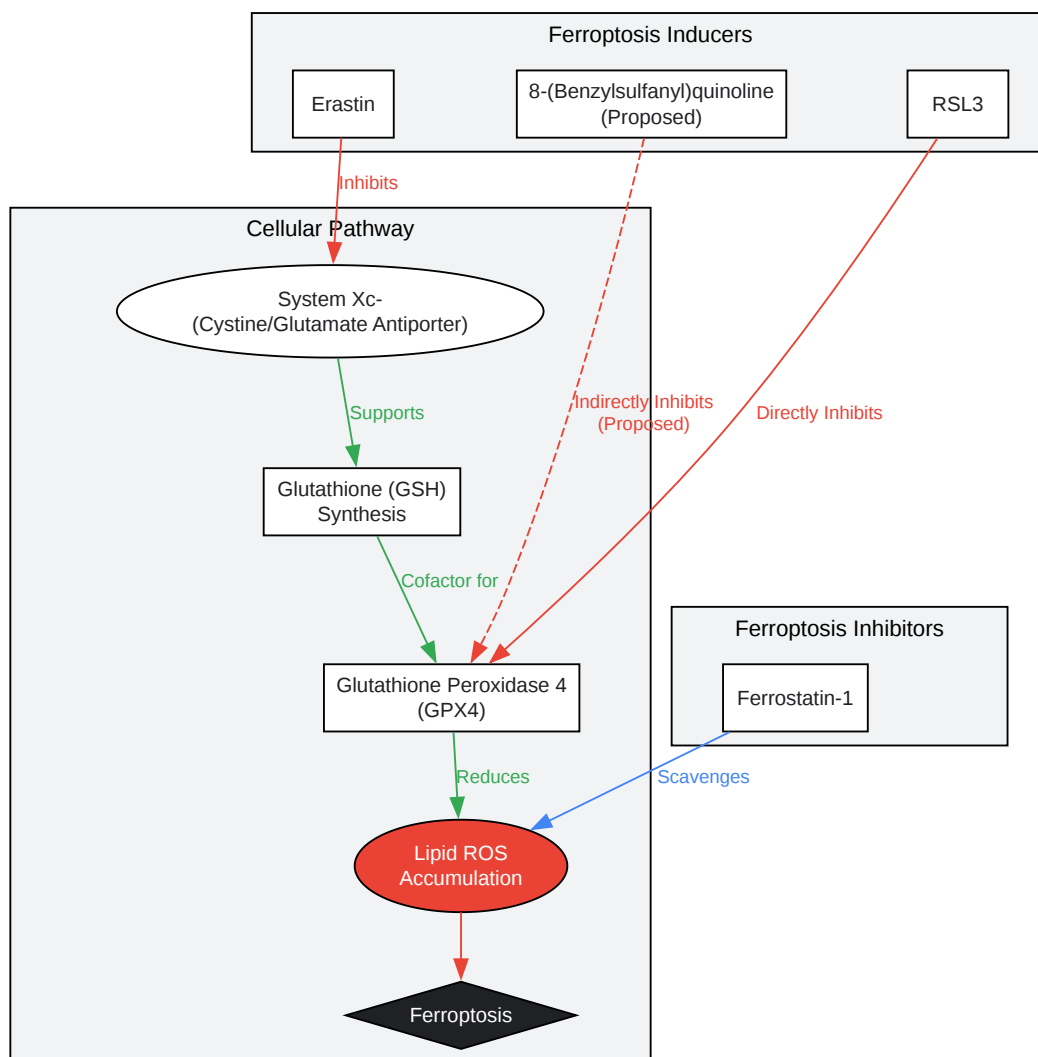 Ferroptosis Inducers
Erastin
8-(Benzylsulfanyl)quinoline
(Proposed)
RSL3
Inhibits
Cellular Pathway
System Xc-
(Cystine/Glutamate Antiporter)
Supports
Indirectly Inhibits
(Proposed)
Directly Inhibits
Glutathione (GSH)
Synthesis
Cofactor for
Ferroptosis Inhibitors
Glutathione Peroxidase 4
(GPX4)
Ferrostatin-1
Reduces
Scavenges
Lipid ROS
Accumulation
Ferroptosis